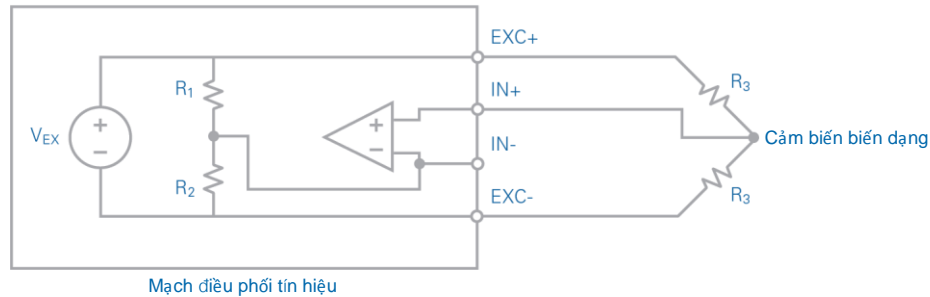 EXC+
R3
R1
IN+
VEX
+
−
+
−
Cảm biến biến dạng
IN-
R2
EXC-
R3
Mạch điều phối tín hiệu